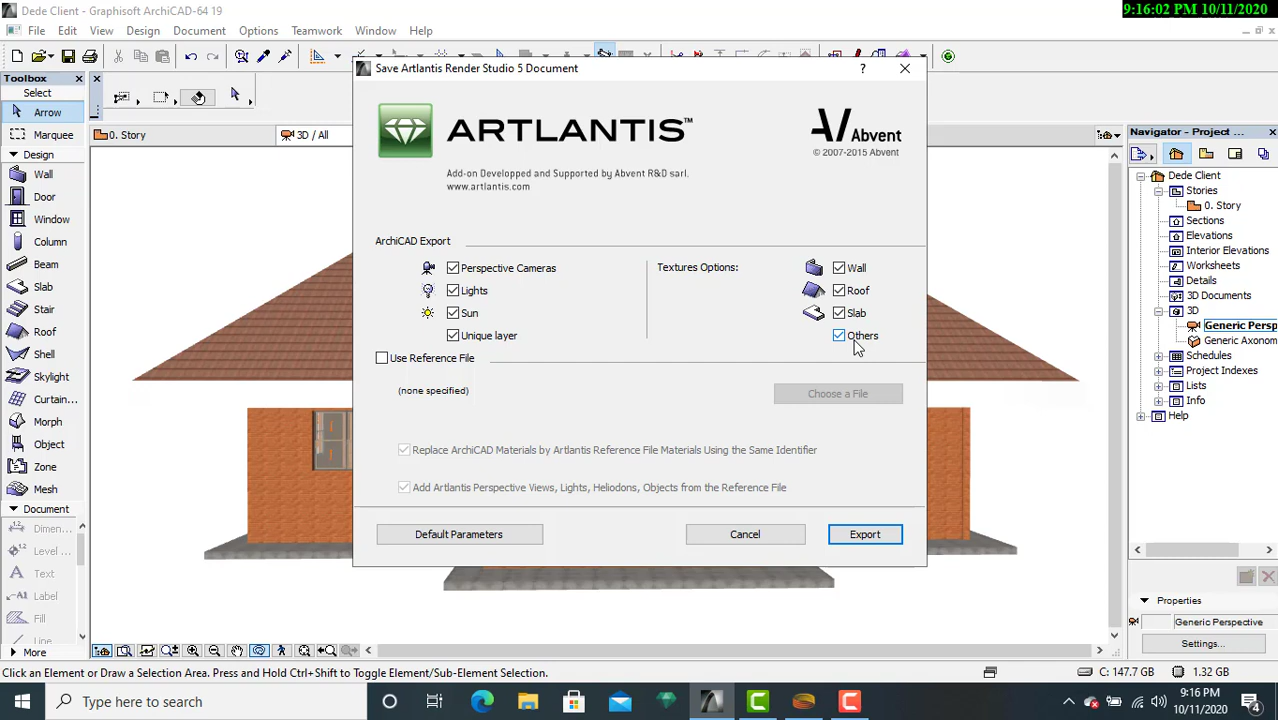 Dede Client - Graphisoft ArchiCAD-64 19
9:16:02 PM 10/11/2020
File Edit View Design Document Options Teamwork Window Help
Toolbox
Select
Arrow
Marquee
Design
Wall
Door
Window
Column
Beam
Slab
Stair
Roof
Shell
Skylight
Curtain...
Morph
Object
Zone
Mesh
Document
Dimen...
Level ...
Text
Label
Fill
Line
More
0. Story
3D / All
Save Artlantis Render Studio 5 Document
?
ARTLANTIS™
Abvent
© 2007-2015 Abvent
Add-on Developped and Supported by Abvent R&D sarl.
www.artlantis.com
ArchiCAD Export
Perspective Cameras
Lights
Sun
Unique layer
Textures Options:
Wall
Roof
Slab
Others
Use Reference File
(none specified)
Choose a File
Replace ArchiCAD Materials by Artlantis Reference File Materials Using the Same Identifier
Add Artlantis Perspective Views, Lights, Heliodons, Objects from the Reference File
Default Parameters
Cancel
Export
Navigator - Project ...
Dede Client
Stories
0. Story
Sections
Elevations
Interior Elevations
Worksheets
Details
3D Documents
3D
Generic Persp
Generic Axonom
Schedules
Project Indexes
Lists
Info
Help
Properties
Generic Perspective
Settings...
Click an Element or Draw a Selection Area. Press and Hold Ctrl+Shift to Toggle Element/Sub-Element Selection.
C: 147.7 GB
1.32 GB
Type here to search
9:16 PM
10/11/2020
4